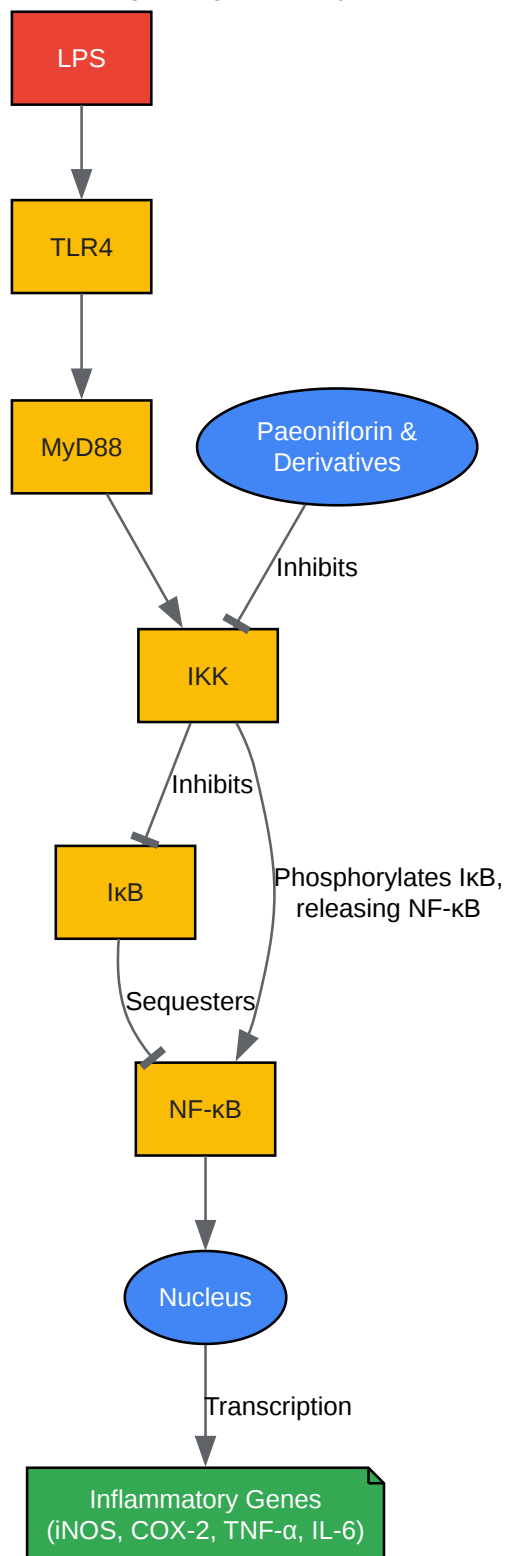 LPS
TLR4
MyD88
Paeoniflorin &
Derivatives
Inhibits
IKK
Inhibits
IκB
Phosphorylates IκB,
releasing NF-κB
Sequesters
NF-κB
Nucleus
Transcription
Inflammatory Genes
(iNOS, COX-2, TNF-α, IL-6)